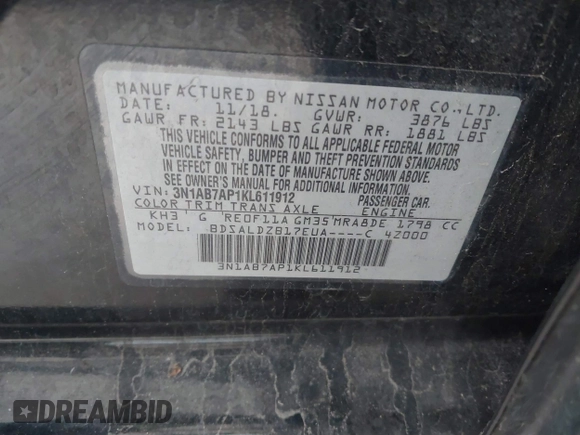 MANUFACTURED BY NISSAN MOTOR CO.,LTD.
DATE: 11/18. GVWR: 3876 LBS
GAWR FR: 2143 LBS GAWR RR: 1881 LBS
THIS VEHICLE CONFORMS TO ALL APPLICABLE FEDERAL MOTOR
VEHICLE SAFETY, BUMPER AND THEFT PREVENTION STANDARDS
IN EFFECT ON THE DATE OF MANUFACTURE SHOWN ABOVE.
SEE OWNER'S MANUAL FOR ADDITIONAL INFORMATION
VIN: 3N1AB7AP1KL611912 PASSENGER CAR
COLOR TRIM TRANS AXLE ENGINE
KH3 G RE0F11A GM35 MRA8DE 1798 CC
MODEL: BDSALDZB17EUA----C 4Z000
3N1AB7AP1KL611912
DREAMBID